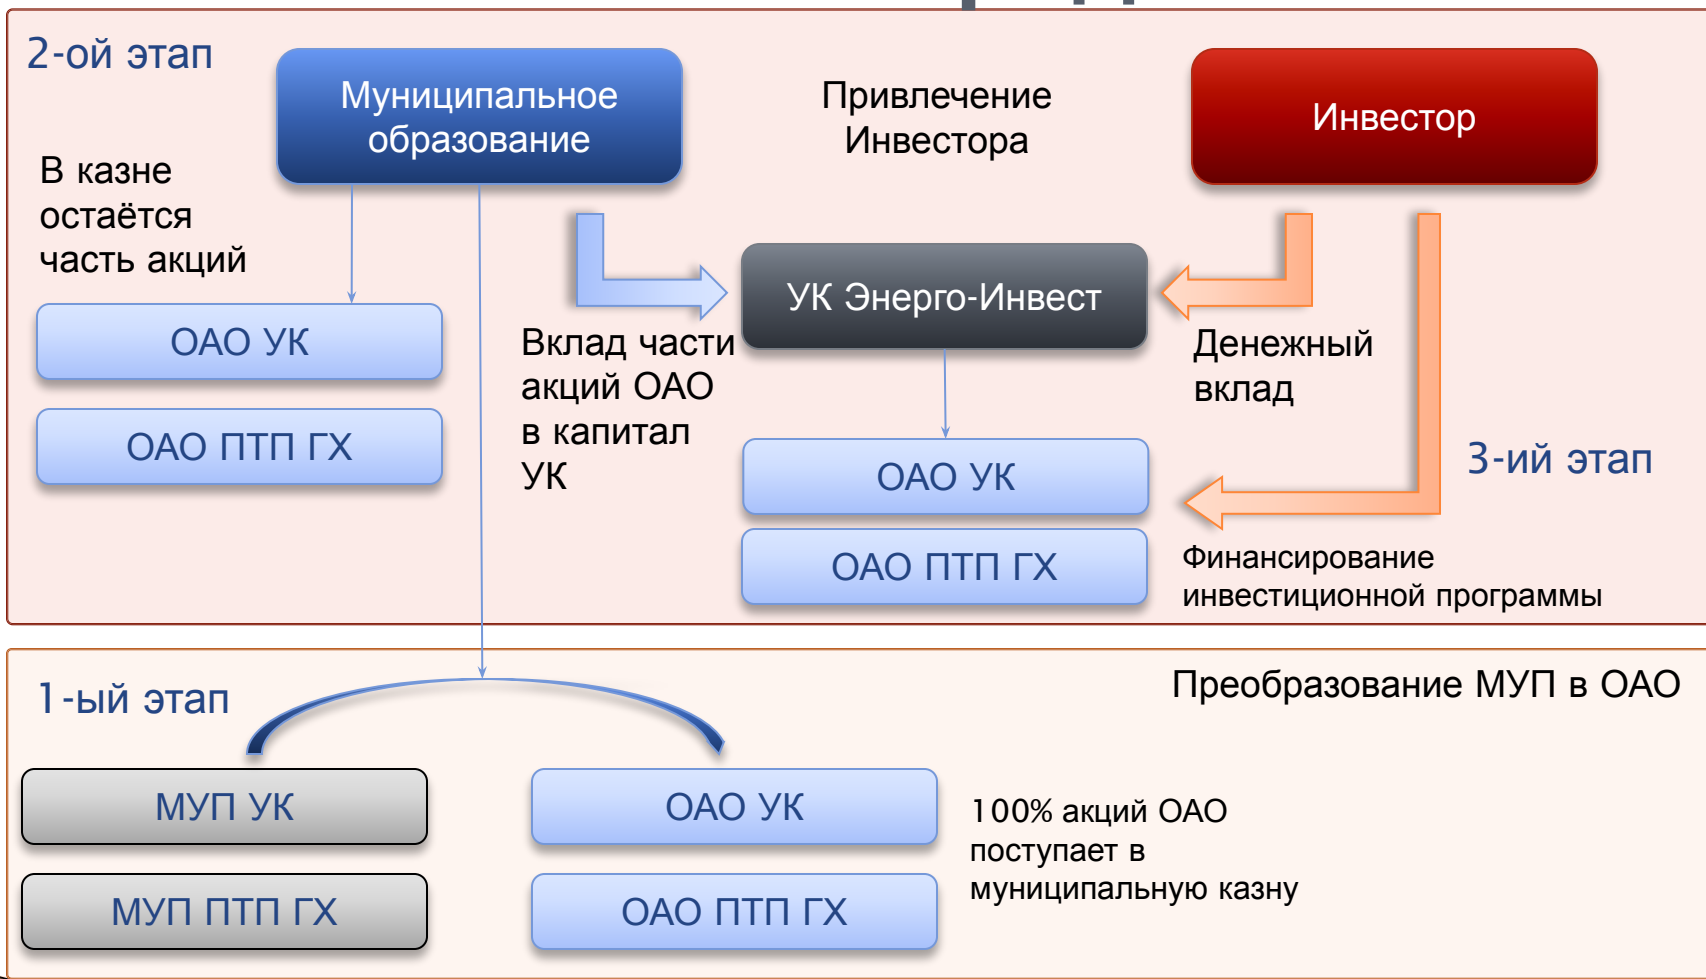 2-ой этап
Муниципальное
образование
Привлечение
Инвестора
Инвестор
В казне
остаётся
часть акций
УК Энерго-Инвест
ОАО УК
ОАО ПТП ГХ
Вклад части
акций ОАО
в капитал
УК
Денежный
вклад
ОАО УК
ОАО ПТП ГХ
3-ий этап
Финансирование
инвестиционной программы
1-ый этап
Преобразование МУП в ОАО
МУП УК
ОАО УК
МУП ПТП ГХ
ОАО ПТП ГХ
100% акций ОАО
поступает в
муниципальную казну